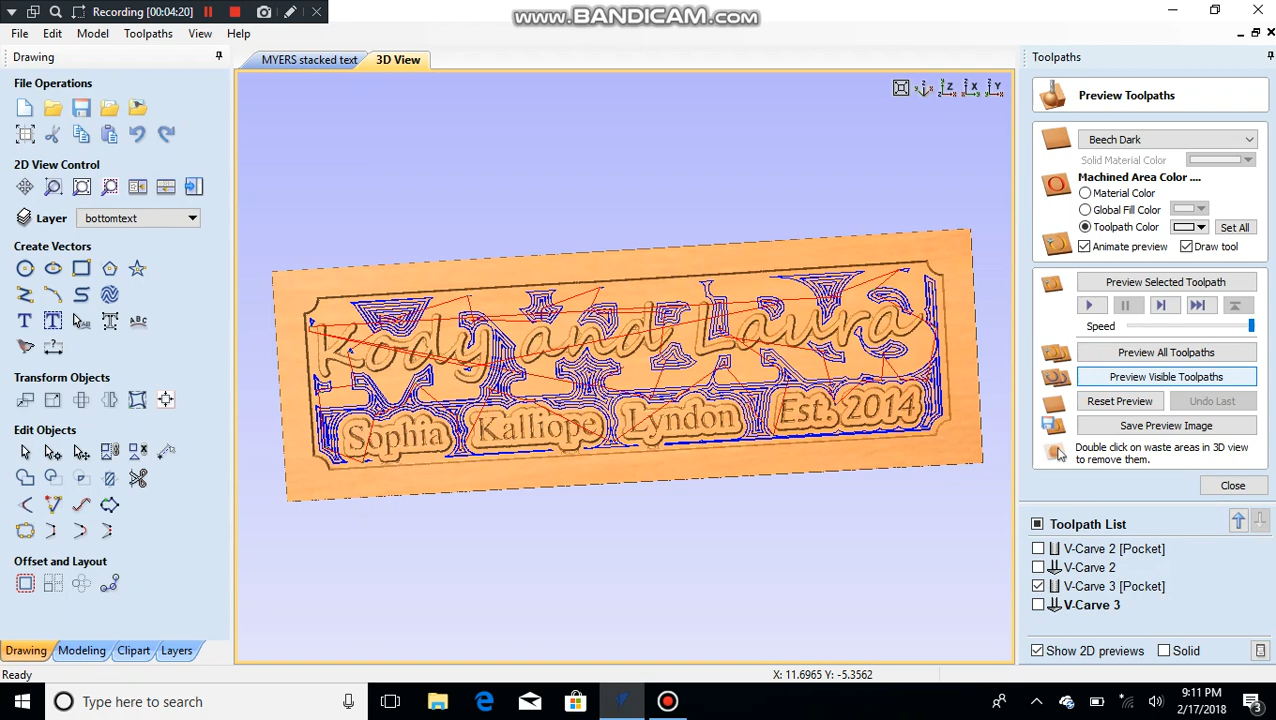 Recording [00:04:20]
www.BANDICAM.com
File Edit Model Toolpaths View Help
Drawing
MYERS stacked text
3D View
Toolpaths
File Operations
2D View Control
Layer bottomtext
Create Vectors
Transform Objects
Edit Objects
Offset and Layout
Drawing Modeling Clipart Layers
Ready
Z X Y
Kody and Laura
Sophia Kalliope Lyndon Est. 2014
X: 11.6965 Y: -5.3562
Preview Toolpaths
Beech Dark
Solid Material Color
Machined Area Color ....
Material Color
Global Fill Color
Toolpath Color Set All
Animate preview Draw tool
Preview Selected Toolpath
Speed
Preview All Toolpaths
Preview Visible Toolpaths
Reset Preview Undo Last
Save Preview Image
Double click on waste areas in 3D view
to remove them.
Close
Toolpath List
V-Carve 2 [Pocket]
V-Carve 2
V-Carve 3 [Pocket]
V-Carve 3
Show 2D previews Solid
Type here to search
9:11 PM
2/17/2018
3